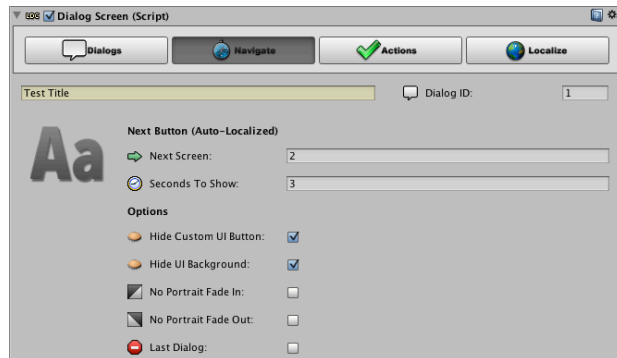 Dialog Screen (Script)
Dialogs Navigate Actions Localize
Test Title Dialog ID: 1
Aa
Next Button (Auto-Localized)
Next Screen: 2
Seconds To Show: 3
Options
Hide Custom UI Button:
Hide UI Background:
No Portrait Fade In:
No Portrait Fade Out:
Last Dialog: